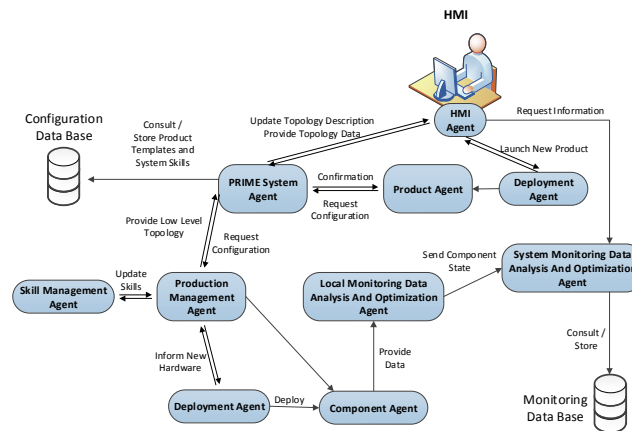 HMI
Configuration
Data Base
Consult /
Store Product
Templates and
System Skills
Update Topology Description
Provide Topology Data
HMI
Agent
Request Information
Launch New
Product
PRIME System
Agent
Confirmation
Request
Configuration
Product Agent
Deployment
Agent
Provide Low Level
Topology
Request
Configuration
Send Component
State
System Monitoring Data
Analysis And Optimization
Agent
Skill Management
Agent
Update
Skills
Production
Management
Agent
Local Monitoring Data
Analysis And Optimization
Agent
Consult /
Store
Inform New
Hardware
Provide
Data
Deployment Agent
Deploy
Component Agent
Monitoring
Data Base